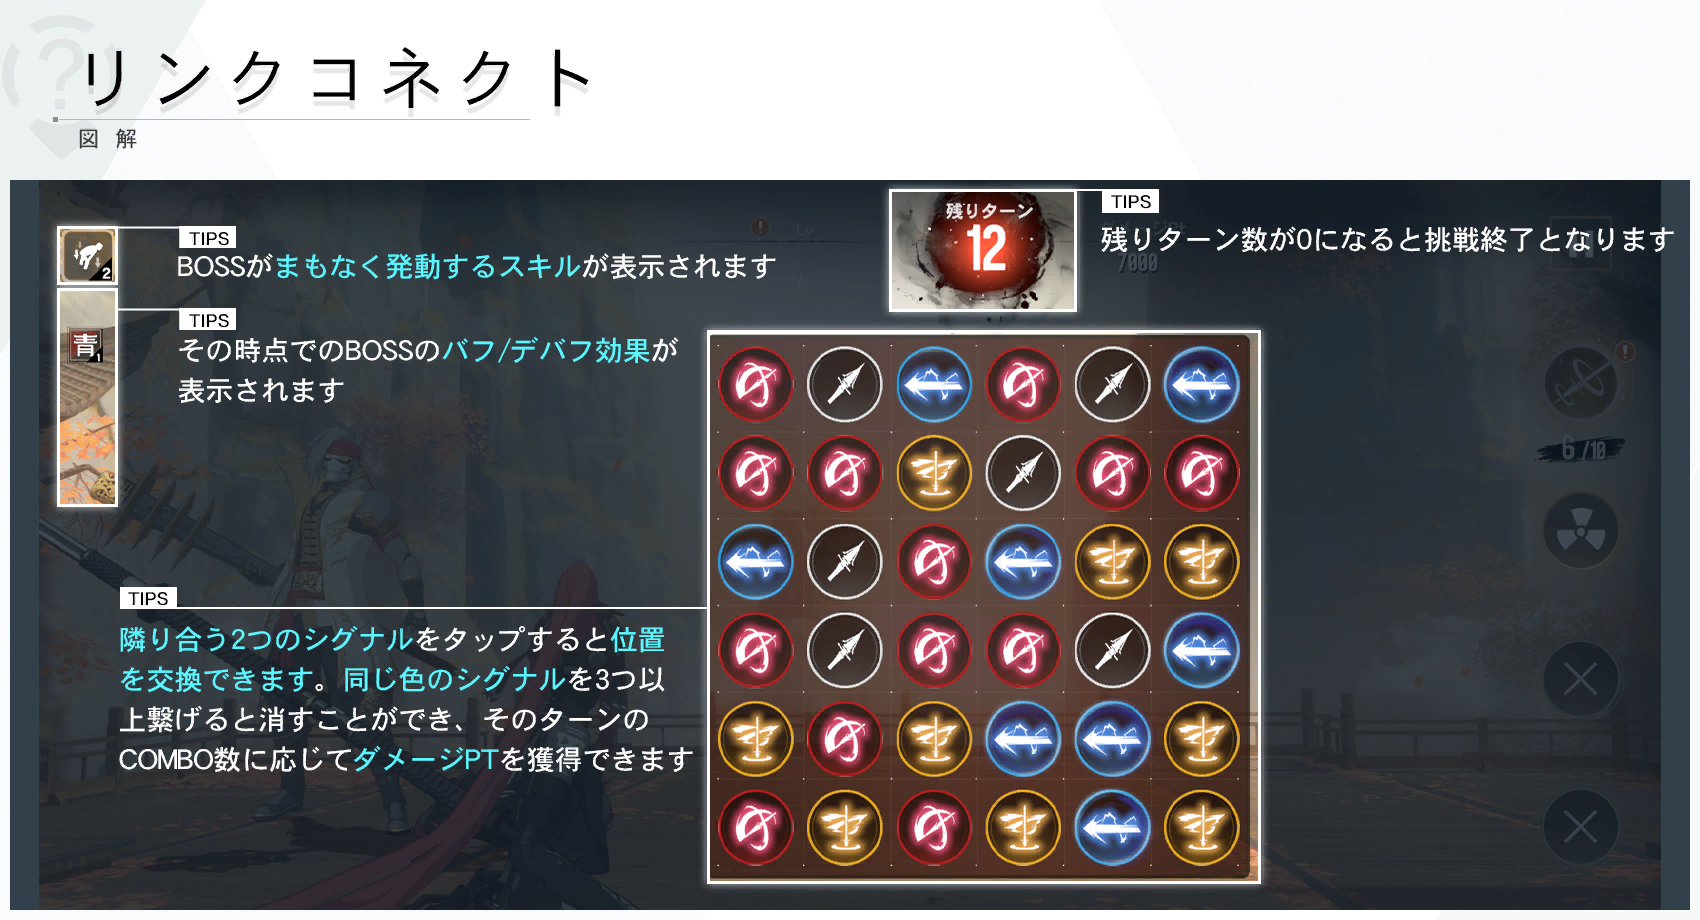 リンクコネクト
図解
TIPS
BOSSがまもなく発動するスキルが表示されます
2
TIPS
その時点でのBOSSのバフ/デバフ効果が
表示されます
青
1
残りターン
12
TIPS
残りターン数が0になると挑戦終了となります
7000
Lv
6/10
TIPS
隣り合う2つのシグナルをタップすると位置
を交換できます。同じ色のシグナルを3つ以
上繋げると消すことができ、そのターンの
COMBO数に応じてダメージPTを獲得できます